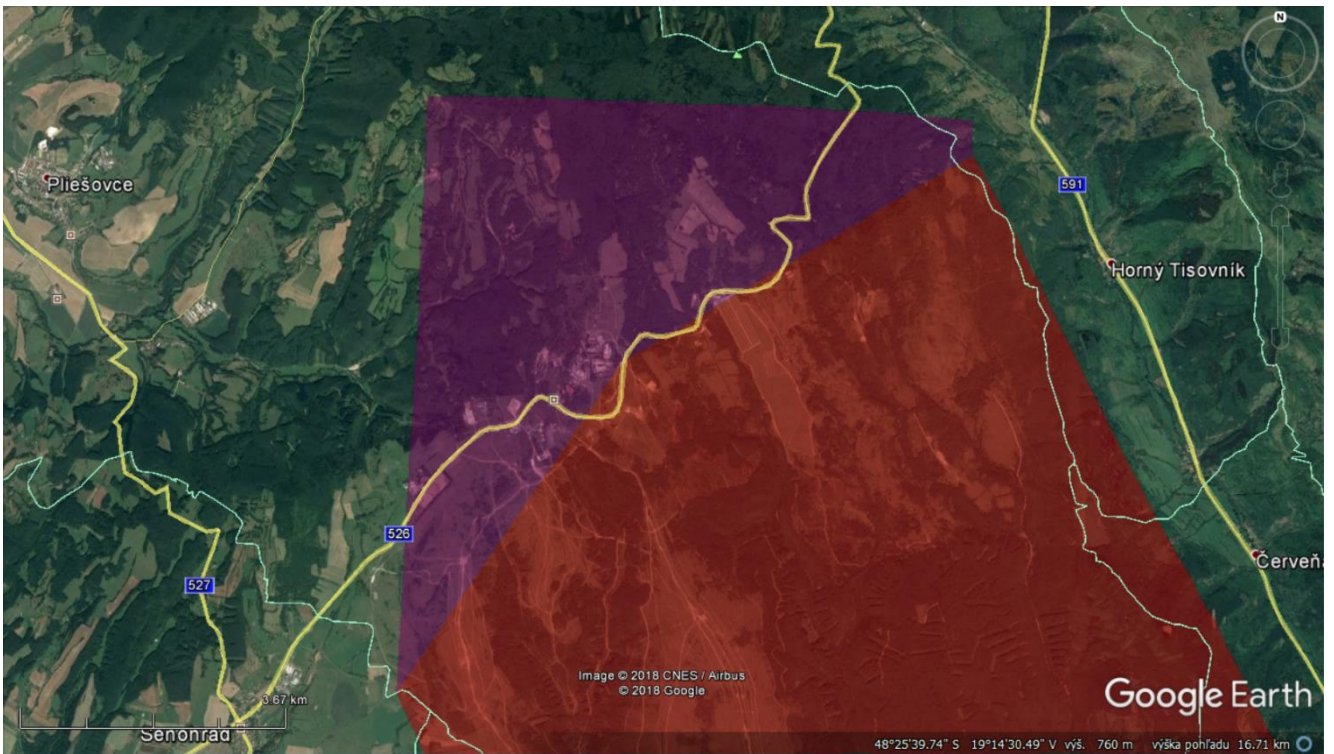 N
Pliešovce
591
Horný Tisovník
526
527
Červeňa
Image © 2018 CNES / Airbus
© 2018 Google
3.67 km
Senohrad
Google Earth
48°25'39.74" S 19°14'30.49" V výš. 760 m výška pohľadu 16.71 km